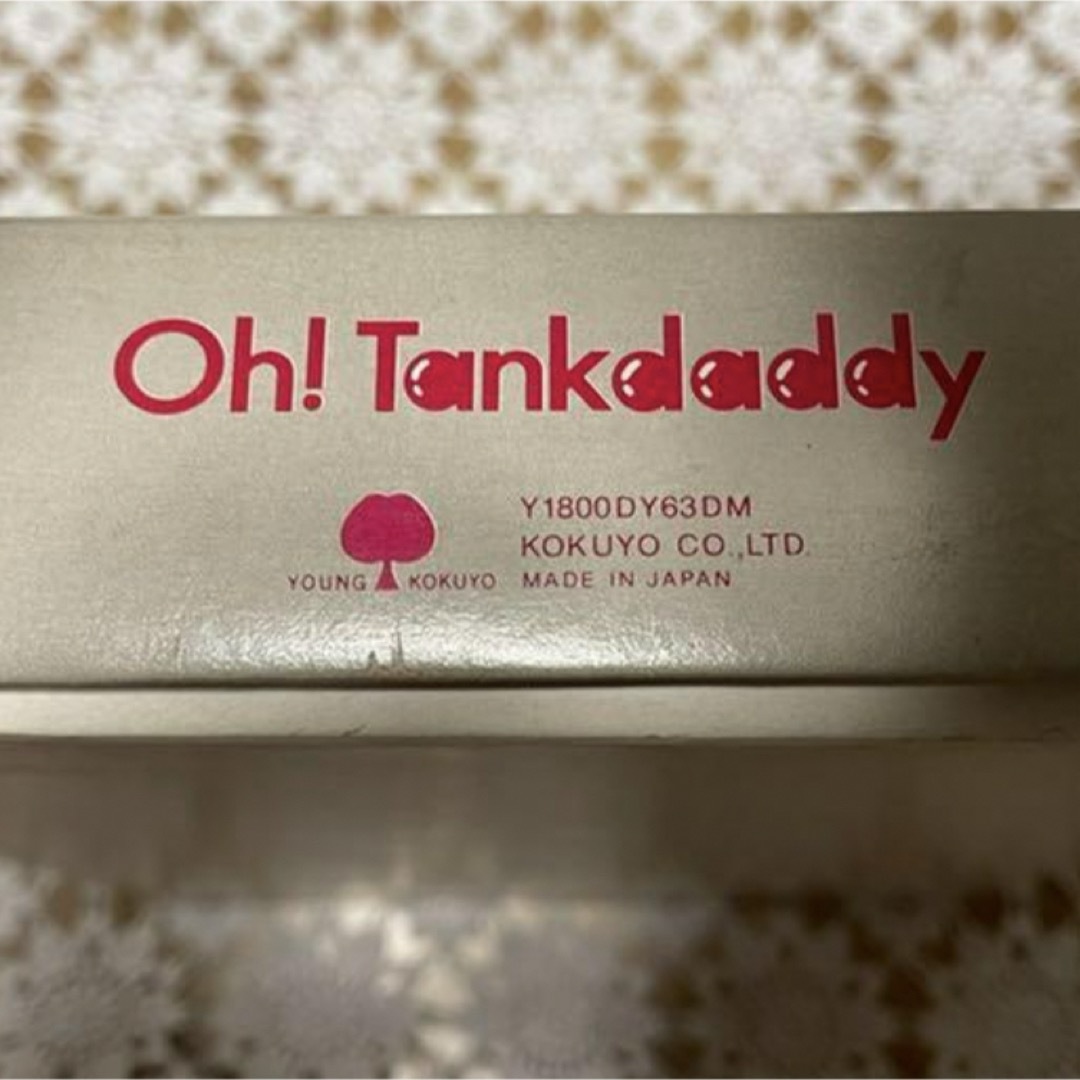 Oh! Tankdaddy
YOUNG KOKUYO
Y1800DY63DM
KOKUYO CO.,LTD.
MADE IN JAPAN